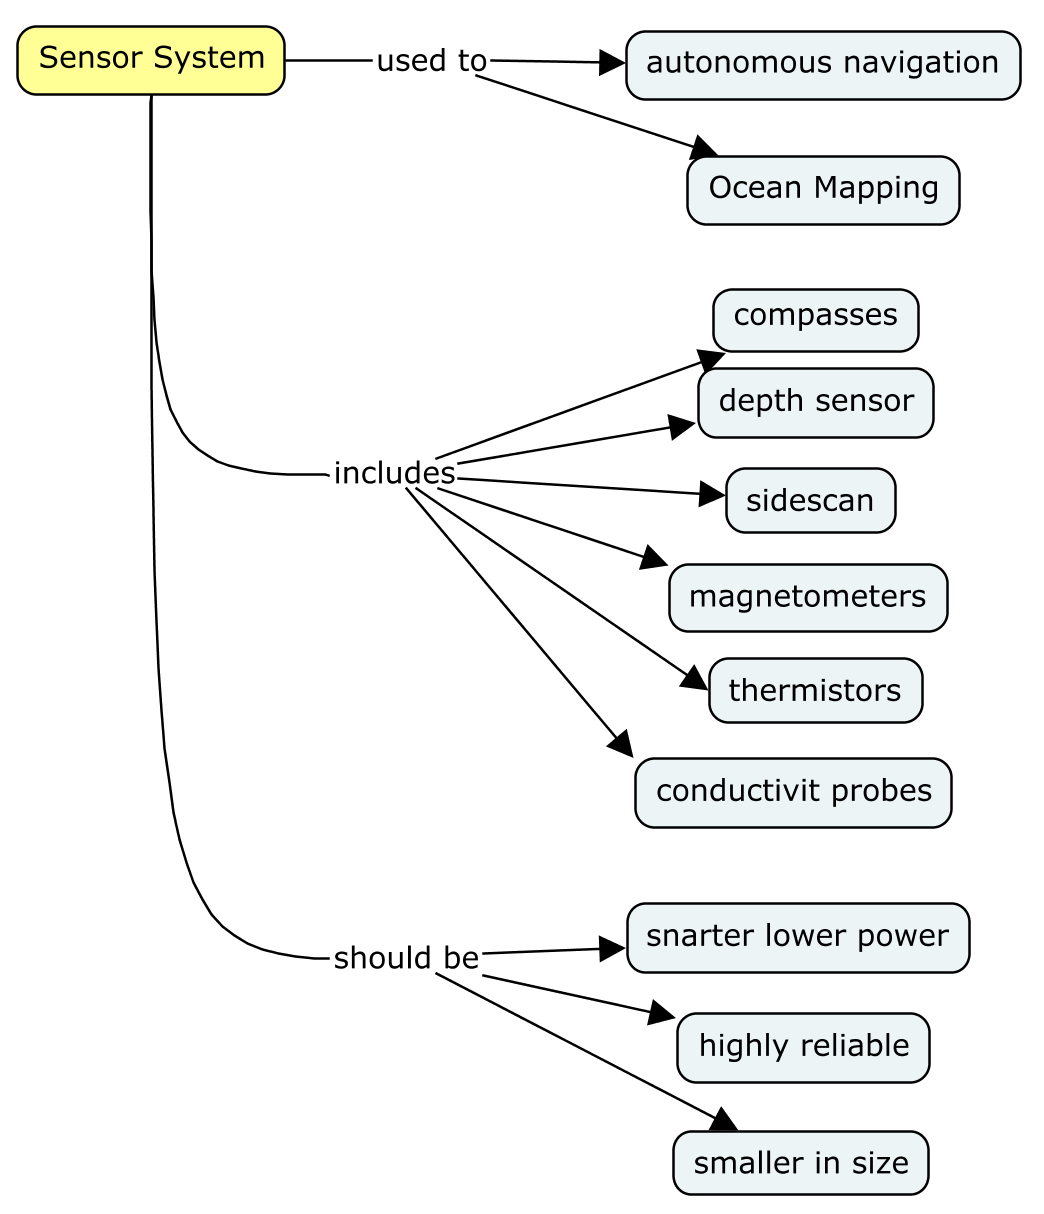 Sensor System
used to
autonomous navigation
Ocean Mapping
includes
compasses
depth sensor
sidescan
magnetometers
thermistors
conductivit probes
should be
snarter lower power
highly reliable
smaller in size